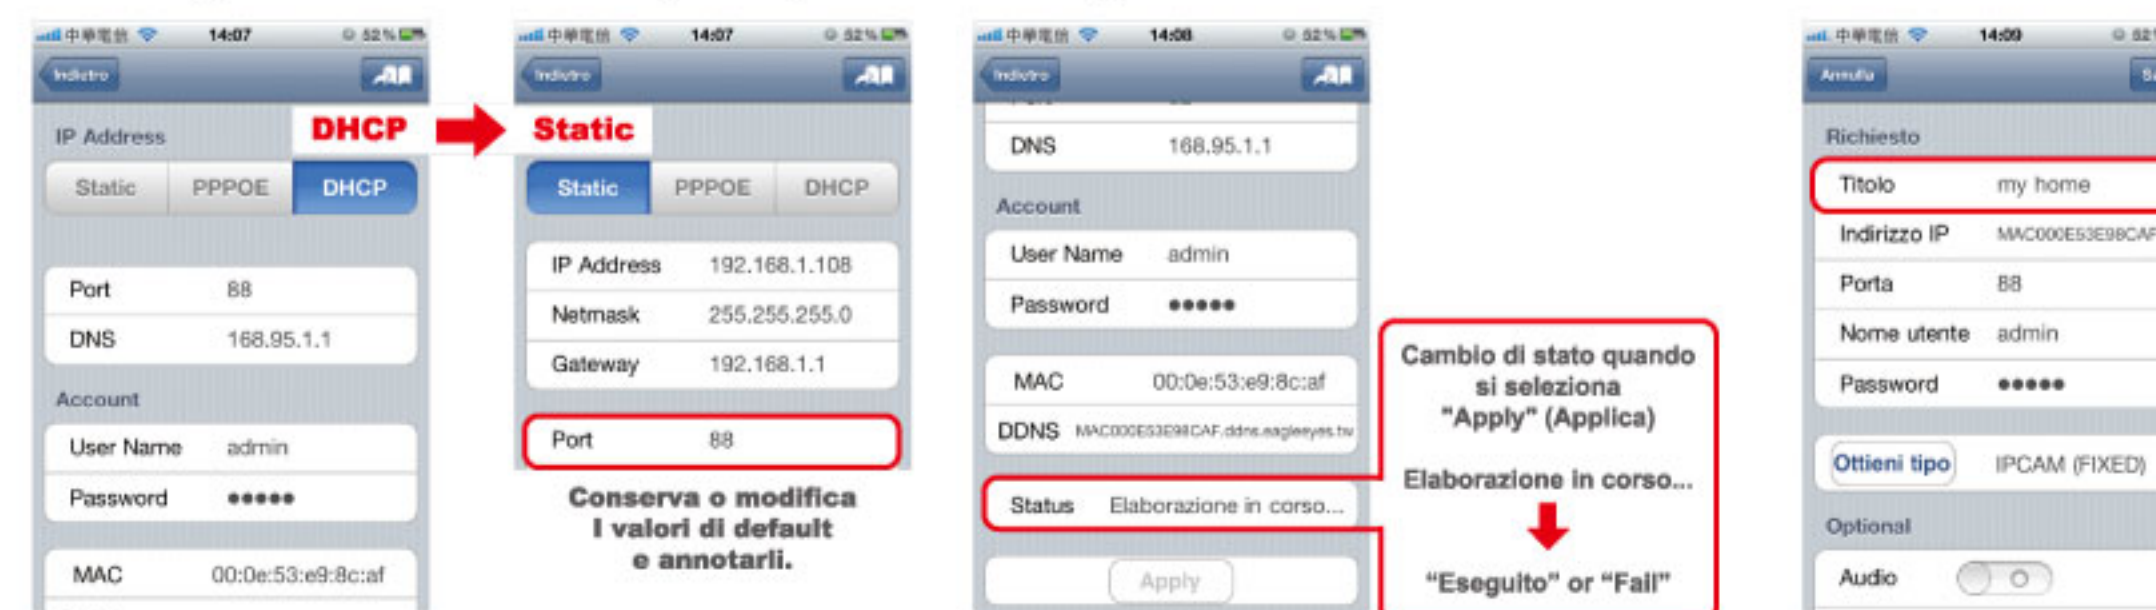 中華電信 14:07 52%
Indietro
IP Address DHCP
Static PPPOE DHCP
Port 88
DNS 168.95.1.1
Account
User Name admin
Password •••••
MAC 00:0e:53:e9:8c:af
中華電信 14:07 52%
Indietro
Static
Static PPPOE DHCP
IP Address 192.168.1.108
Netmask 255.255.255.0
Gateway 192.168.1.1
Port 88
Conserva o modifica
I valori di default
e annotarli.
中華電信 14:08 52%
Indietro
DNS 168.95.1.1
Account
User Name admin
Password •••••
MAC 00:0e:53:e9:8c:af
DDNS MAC000E53E98CAF.ddns.eagleeyes.tw
Status Elaborazione in corso...
Apply
Cambio di stato quando
si seleziona
"Apply" (Applica)
Elaborazione in corso...
"Eseguito" or "Fail"
中華電信 14:09
Annulla
Richiesto
Titolo my home
Indirizzo IP MAC000E53E98CAF
Porta 88
Nome utente admin
Password •••••
Ottieni tipo IPCAM (FIXED)
Optional
Audio